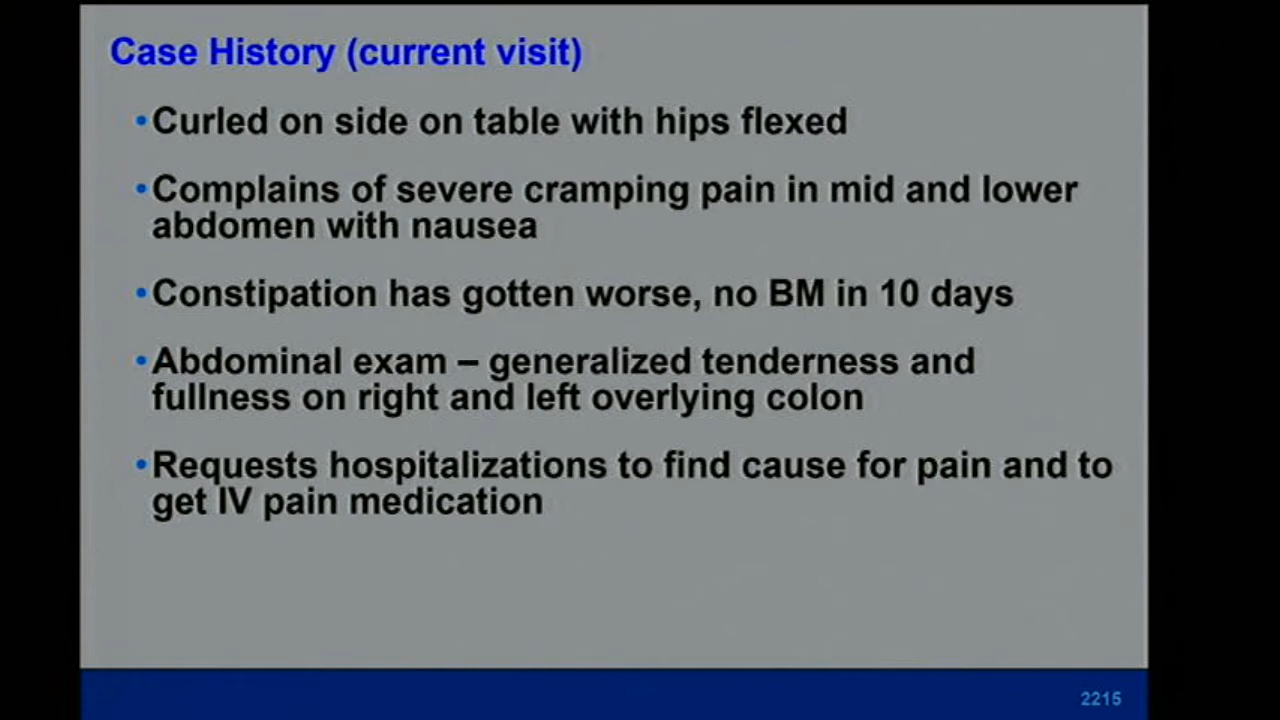 Case History (current visit)
•Curled on side on table with hips flexed
•Complains of severe cramping pain in mid and lower
abdomen with nausea
•Constipation has gotten worse, no BM in 10 days
•Abdominal exam – generalized tenderness and
fullness on right and left overlying colon
•Requests hospitalizations to find cause for pain and to
get IV pain medication
2215